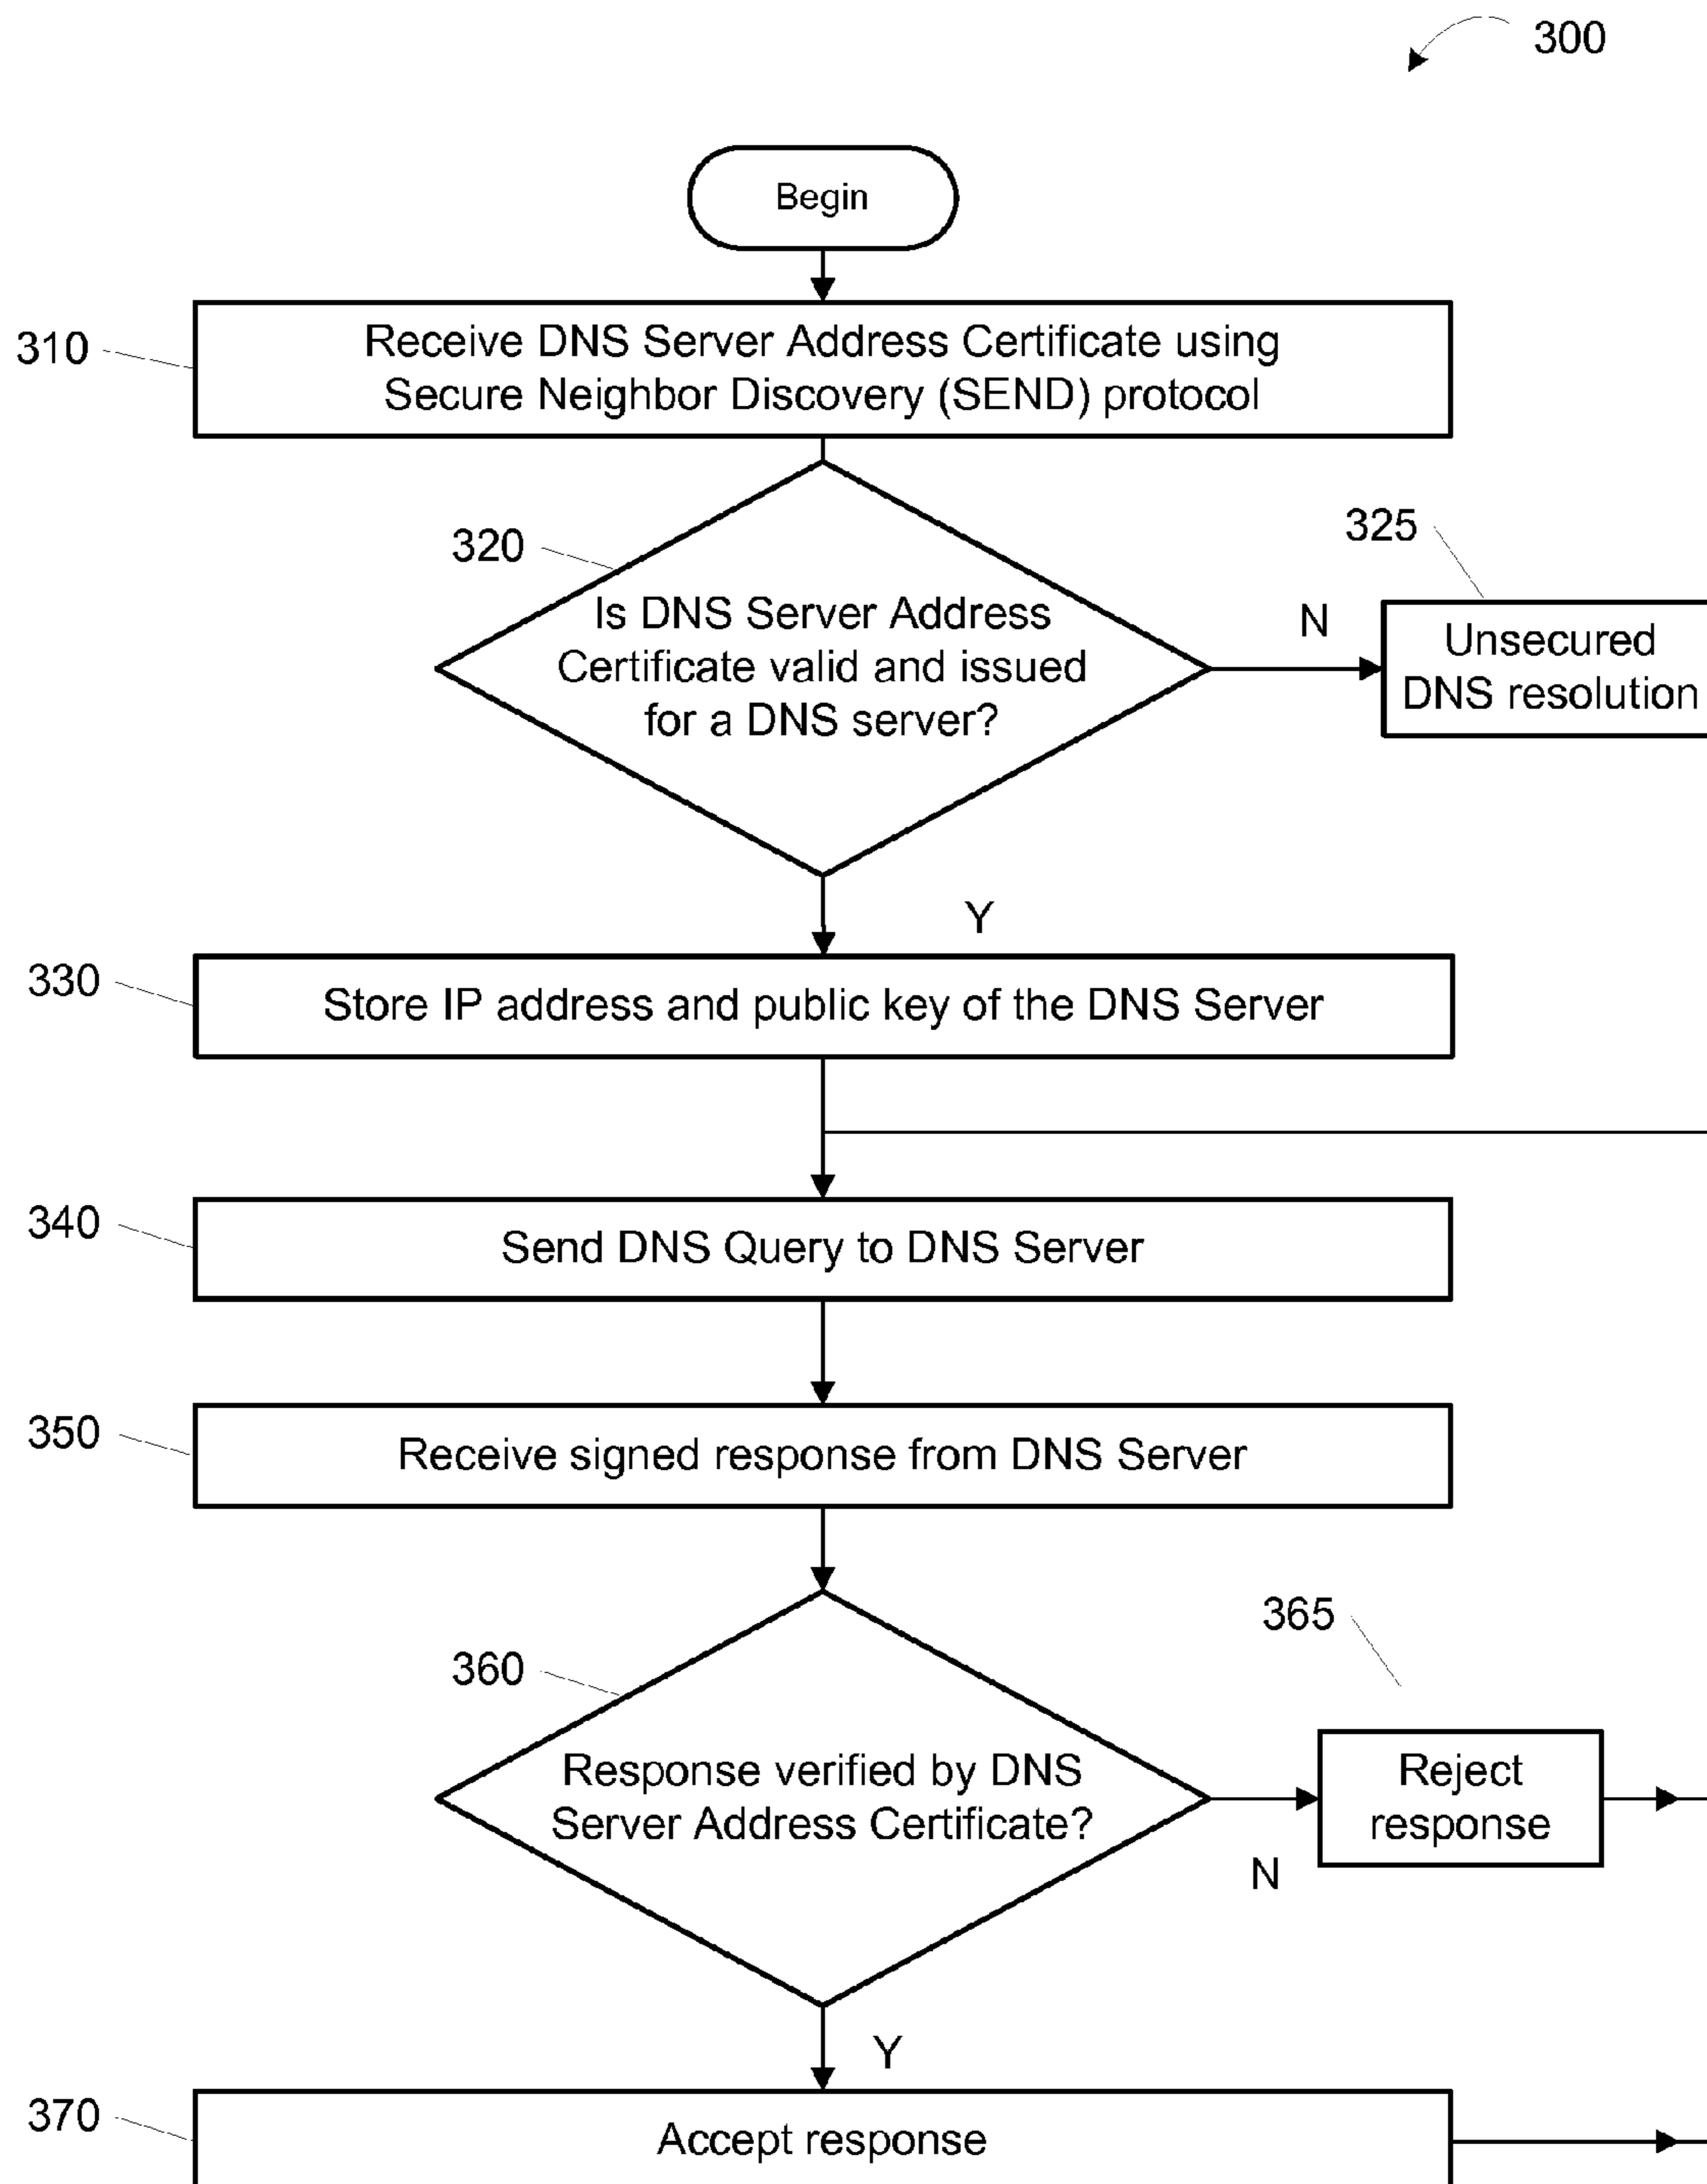 300
Begin
310
Receive DNS Server Address Certificate using
Secure Neighbor Discovery (SEND) protocol
320
Is DNS Server Address
Certificate valid and issued
for a DNS server?
N
325
Unsecured
DNS resolution
Y
330
Store IP address and public key of the DNS Server
340
Send DNS Query to DNS Server
350
Receive signed response from DNS Server
360
Response verified by DNS
Server Address Certificate?
N
365
Reject
response
Y
370
Accept response